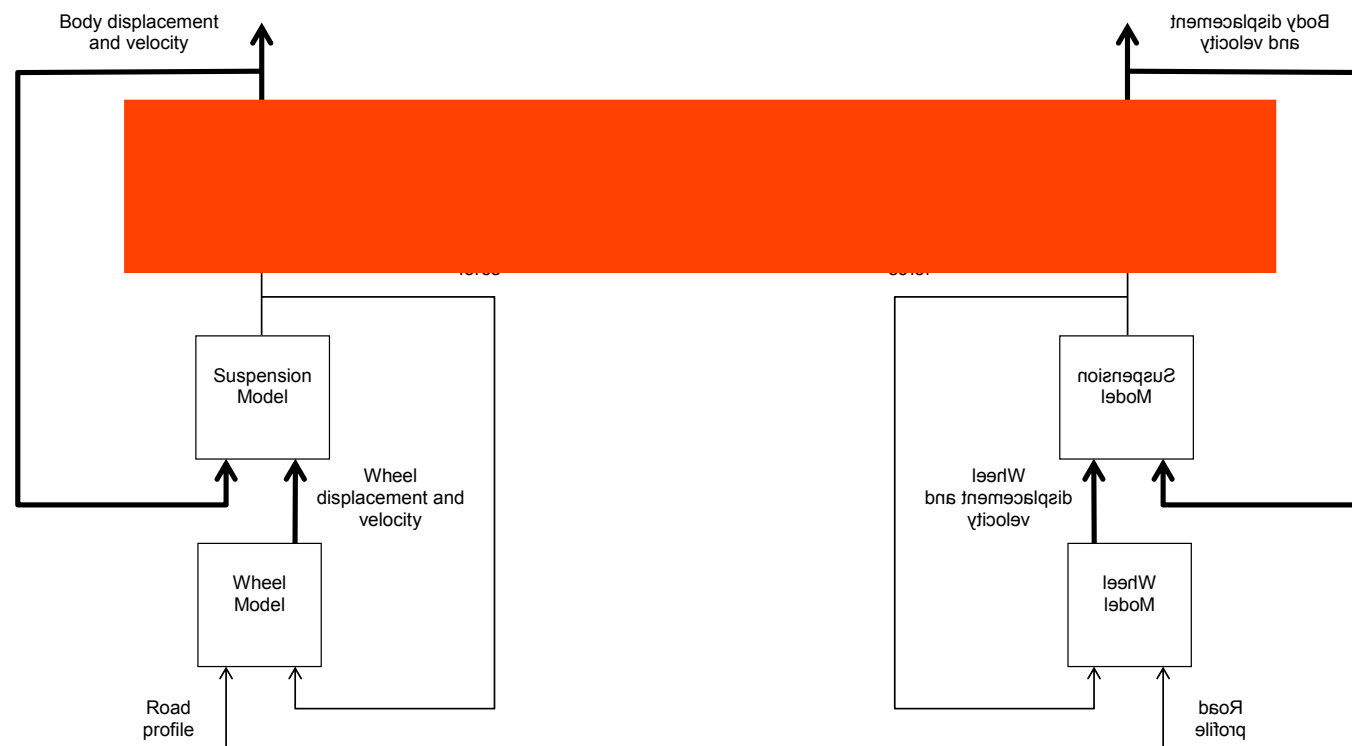 Body displacement
and velocity
Body displacement
and velocity
Suspension
Model
Suspension
Model
Wheel
displacement and
velocity
Wheel
displacement and
velocity
Wheel
Model
Wheel
Model
Road
profile
Road
profile